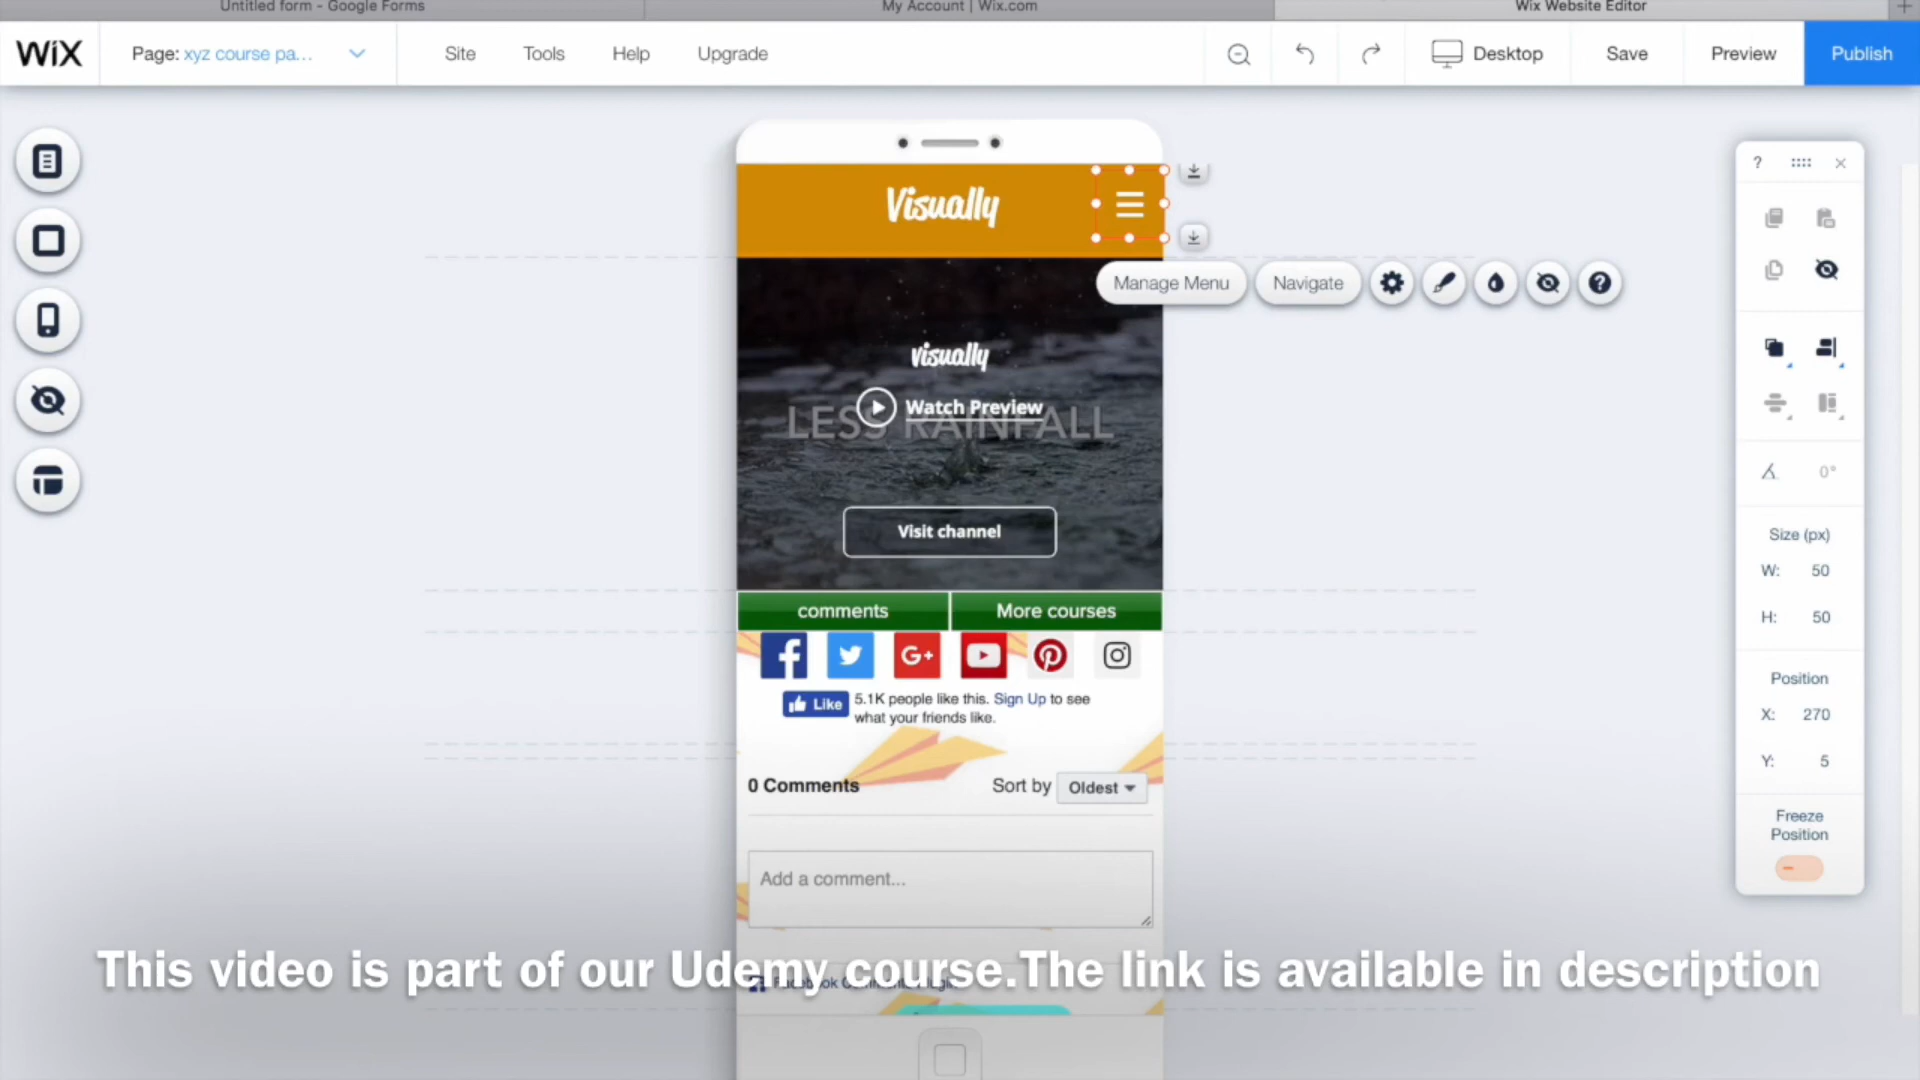 Untitled form - Google Forms
My Account | Wix.com
Wix Website Editor
WiX
Page: xyz course pa...
Site
Tools
Help
Upgrade
Desktop
Save
Preview
Publish
Visually
Manage Menu
Navigate
visually
Watch Preview
LESS RAINFALL
Visit channel
comments
More courses
G+
Like
5.1K people like this. Sign Up to see
what your friends like.
0 Comments
Sort by
Oldest
Add a comment...
0°
Size (px)
W: 50
H: 50
Position
X: 270
Y: 5
Freeze
Position
This video is part of our Udemy course.The link is available in description